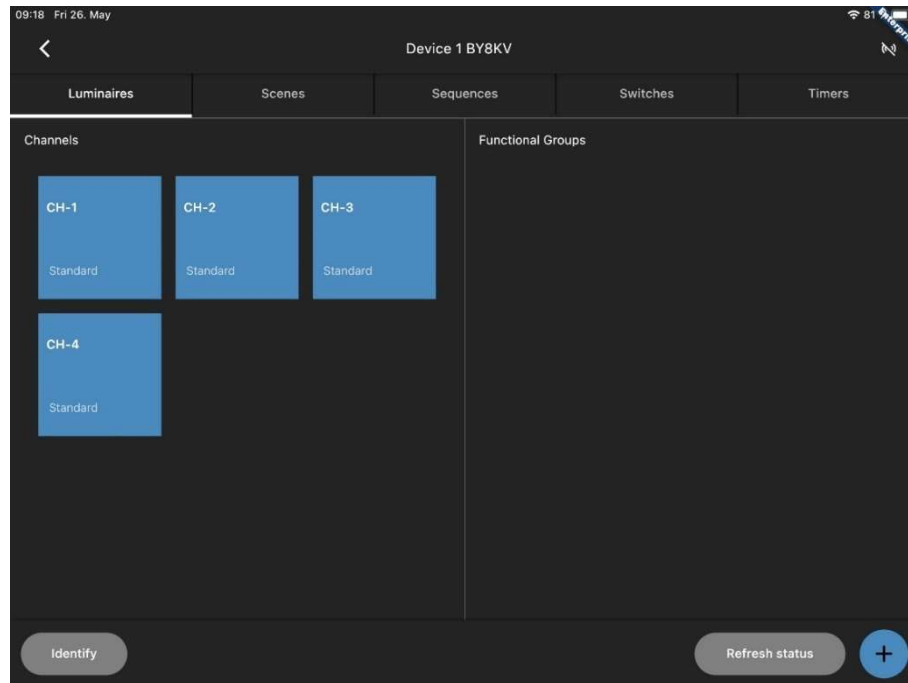 09:18 Fri 26. May
81
Device 1 BY8KV
Luminaires Scenes Sequences Switches Timers
Channels
Functional Groups
CH-1 CH-2 CH-3
Standard Standard Standard
CH-4
Standard
Identify
Refresh status
+